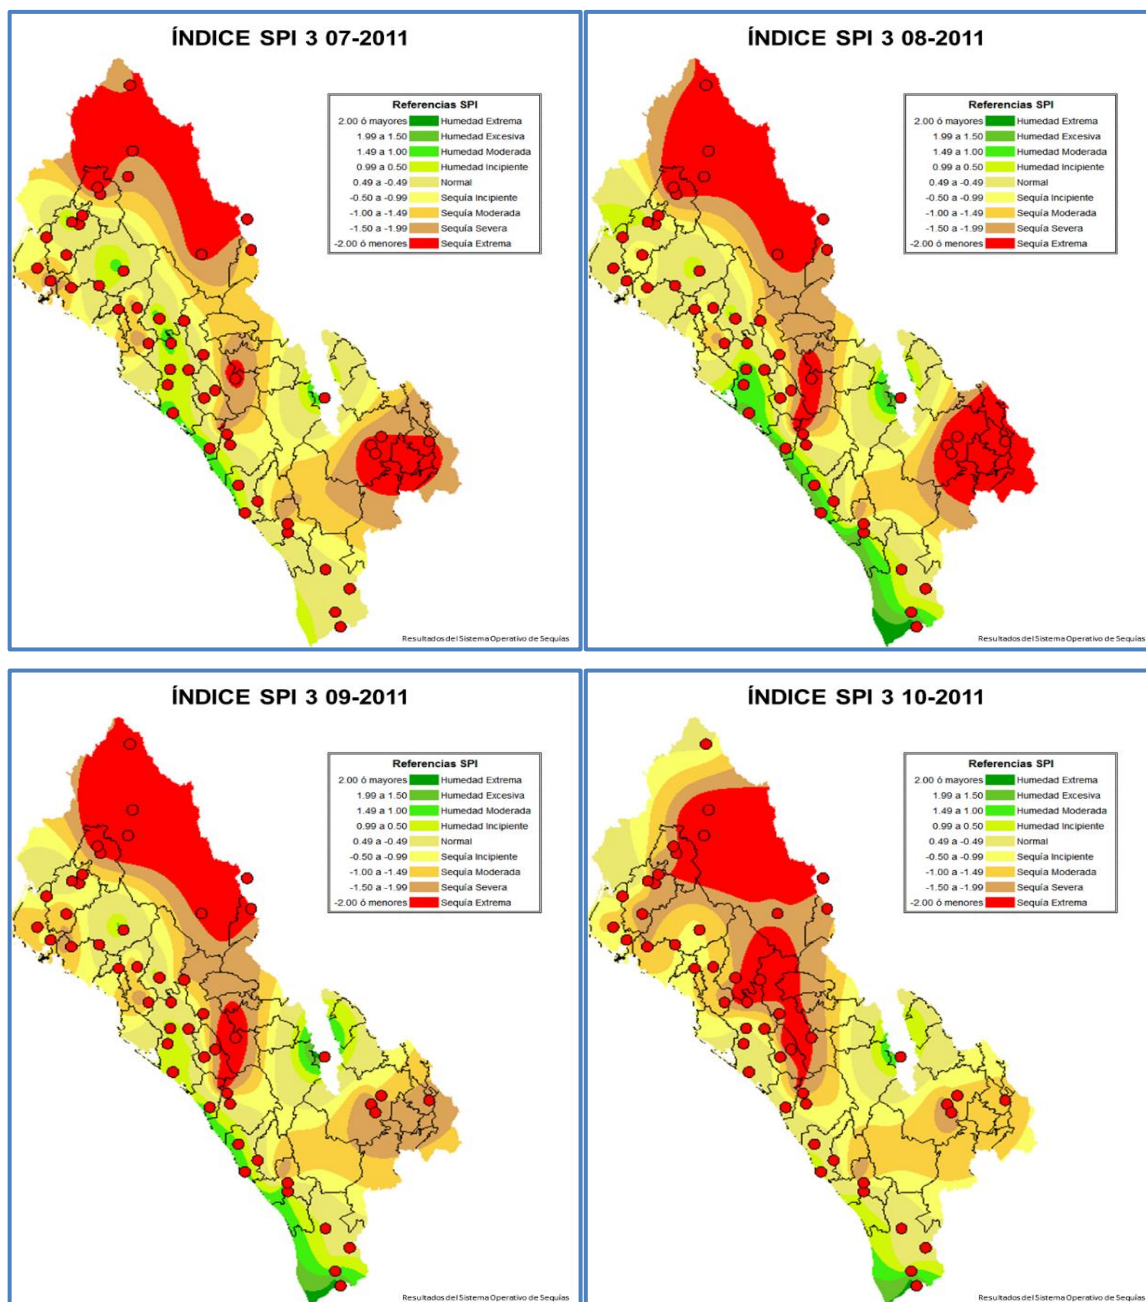 ÍNDICE SPI 3 07-2011
Referencias SPI
2.00 ó mayores Humedad Extrema
1.99 a 1.50 Humedad Excesiva
1.49 a 1.00 Humedad Moderada
0.99 a 0.50 Humedad Incipiente
0.49 a -0.49 Normal
-0.50 a -0.99 Sequía Incipiente
-1.00 a -1.49 Sequía Moderada
-1.50 a -1.99 Sequía Severa
-2.00 ó menores Sequía Extrema
Resultados del Sistema Operativo de Sequías
ÍNDICE SPI 3 08-2011
Referencias SPI
2.00 ó mayores Humedad Extrema
1.99 a 1.50 Humedad Excesiva
1.49 a 1.00 Humedad Moderada
0.99 a 0.50 Humedad Incipiente
0.49 a -0.49 Normal
-0.50 a -0.99 Sequía Incipiente
-1.00 a -1.49 Sequía Moderada
-1.50 a -1.99 Sequía Severa
-2.00 ó menores Sequía Extrema
Resultados del Sistema Operativo de Sequías
ÍNDICE SPI 3 09-2011
Referencias SPI
2.00 ó mayores Humedad Extrema
1.99 a 1.50 Humedad Excesiva
1.49 a 1.00 Humedad Moderada
0.99 a 0.50 Humedad Incipiente
0.49 a -0.49 Normal
-0.50 a -0.99 Sequía Incipiente
-1.00 a -1.49 Sequía Moderada
-1.50 a -1.99 Sequía Severa
-2.00 ó menores Sequía Extrema
Resultados del Sistema Operativo de Sequías
ÍNDICE SPI 3 10-2011
Referencias SPI
2.00 ó mayores Humedad Extrema
1.99 a 1.50 Humedad Excesiva
1.49 a 1.00 Humedad Moderada
0.99 a 0.50 Humedad Incipiente
0.49 a -0.49 Normal
-0.50 a -0.99 Sequía Incipiente
-1.00 a -1.49 Sequía Moderada
-1.50 a -1.99 Sequía Severa
-2.00 ó menores Sequía Extrema
Resultados del Sistema Operativo de Sequías